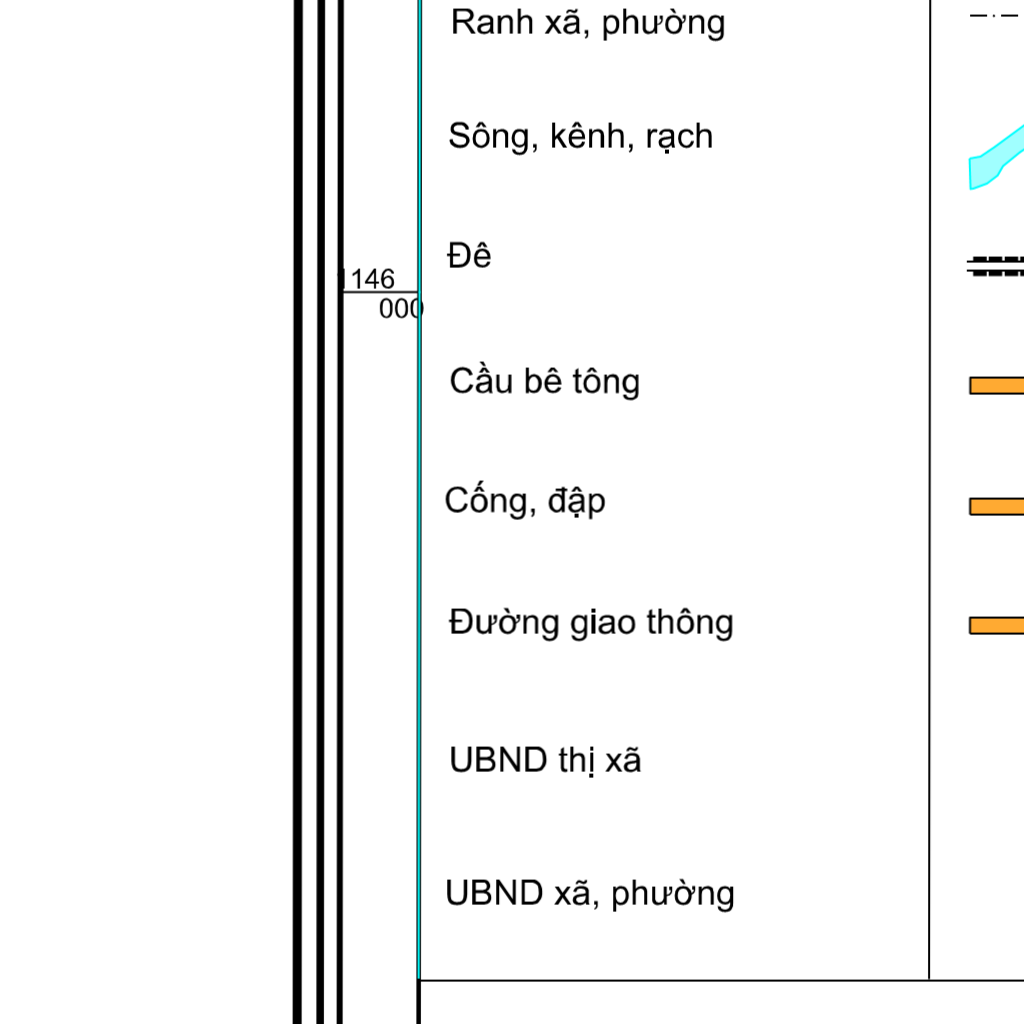 Ranh xã, phường
Sông, kênh, rạch
Đê
1146
000
Cầu bê tông
Cống, đập
Đường giao thông
UBND thị xã
UBND xã, phường